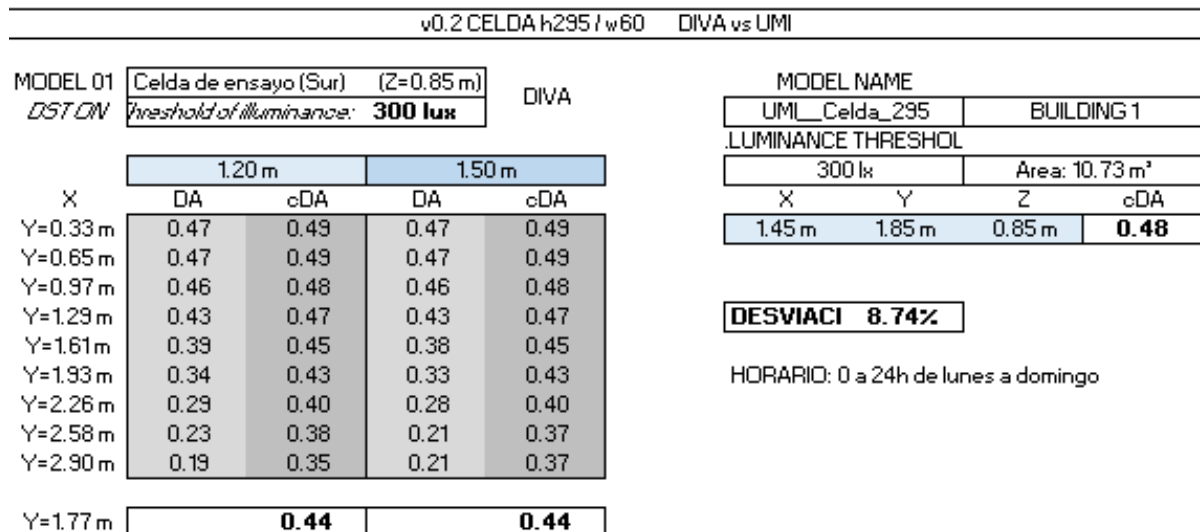 v0.2 CELDA h295 / w60 DIVA vs UMI
MODEL 01 Celda de ensayo (Sur) (Z=0.85 m) DIVA MODEL NAME
DST ON hreshold of illuminance: 300 lux UMI__Celda_295 BUILDING 1
.LUMINANCE THRESHOL
1.20 m 1.50 m 300 lx Area: 10.73 m²
X DA cDA DA cDA X Y Z cDA
Y=0.33 m 0.47 0.49 0.47 0.49 1.45 m 1.85 m 0.85 m 0.48
Y=0.65 m 0.47 0.49 0.47 0.49
Y=0.97 m 0.46 0.48 0.46 0.48
Y=1.29 m 0.43 0.47 0.43 0.47 DESVIACI 8.74%
Y=1.61 m 0.39 0.45 0.38 0.45
Y=1.93 m 0.34 0.43 0.33 0.43 HORARIO: 0 a 24h de lunes a domingo
Y=2.26 m 0.29 0.40 0.28 0.40
Y=2.58 m 0.23 0.38 0.21 0.37
Y=2.90 m 0.19 0.35 0.21 0.37
Y=1.77 m 0.44 0.44